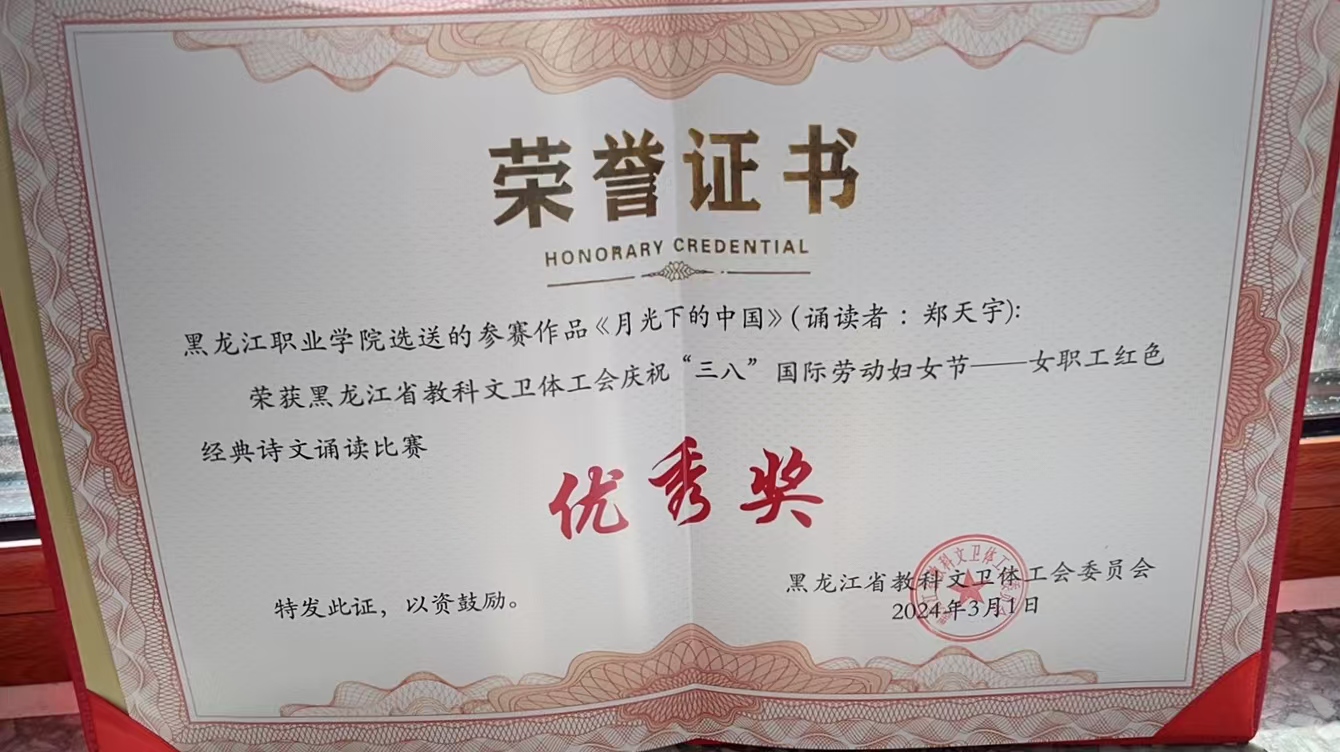 荣誉证书
HONORARY CREDENTIAL
黑龙江职业学院选送的参赛作品《月光下的中国》(诵读者：郑天宇):
荣获黑龙江省教科文卫体工会庆祝“三八”国际劳动妇女节——女职工红色
经典诗文诵读比赛
优秀奖
特发此证，以资鼓励。
黑龙江省教科文卫体工会委员会
2024年3月1日